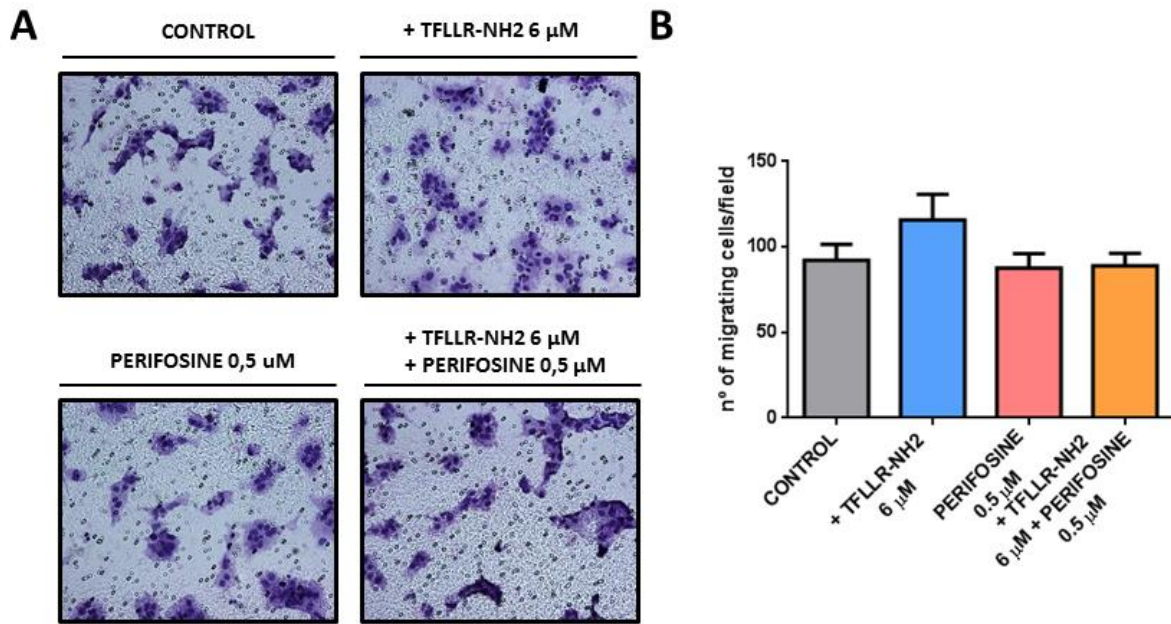 A
CONTROL
+ TFLLR-NH2 6 µM
PERIFOSINE 0,5 uM
+ TFLLR-NH2 6 µM
+ PERIFOSINE 0,5 µM
B
nº of migrating cells/field
150
100
50
0
CONTROL
+ TFLLR-NH2
6 µM
PERIFOSINE
0.5 µM
+ TFLLR-NH2
6 µM + PERIFOSINE
0.5 µM